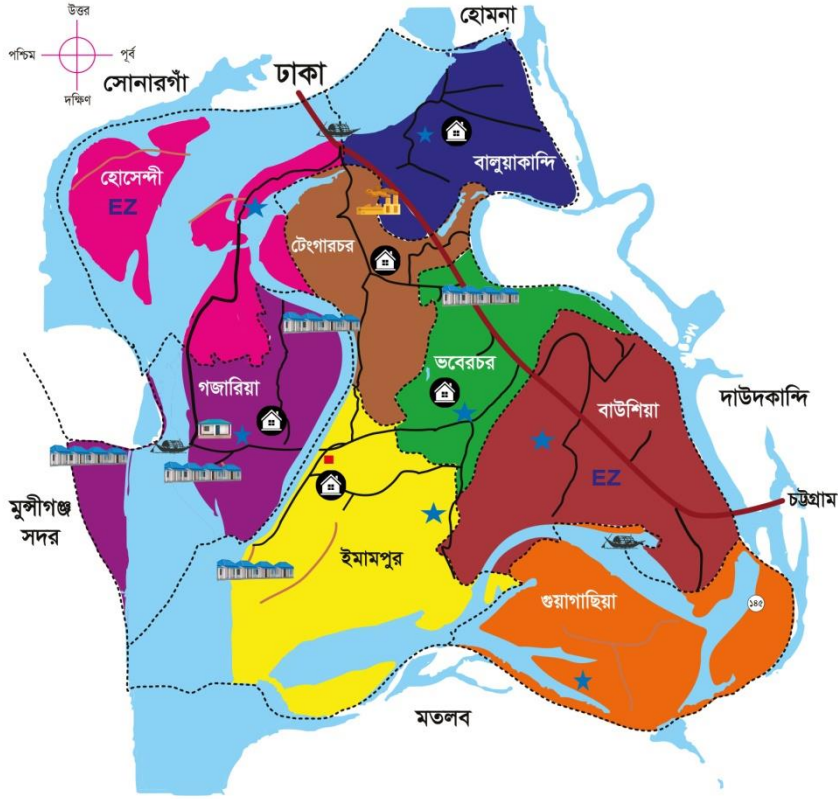 উত্তর
পশ্চিম
পূর্ব
দক্ষিণ
হোমনা
সোনারগাঁ
ঢাকা
বালুয়াকান্দি
হোসেন্দী
EZ
টেংগারচর
গজারিয়া
ভবেরচর
বাউশিয়া
দাউদকান্দি
EZ
চট্টগ্রাম
মুন্সীগঞ্জ
সদর
ইমামপুর
গুয়াগাছিয়া
১৪৫
মতলব